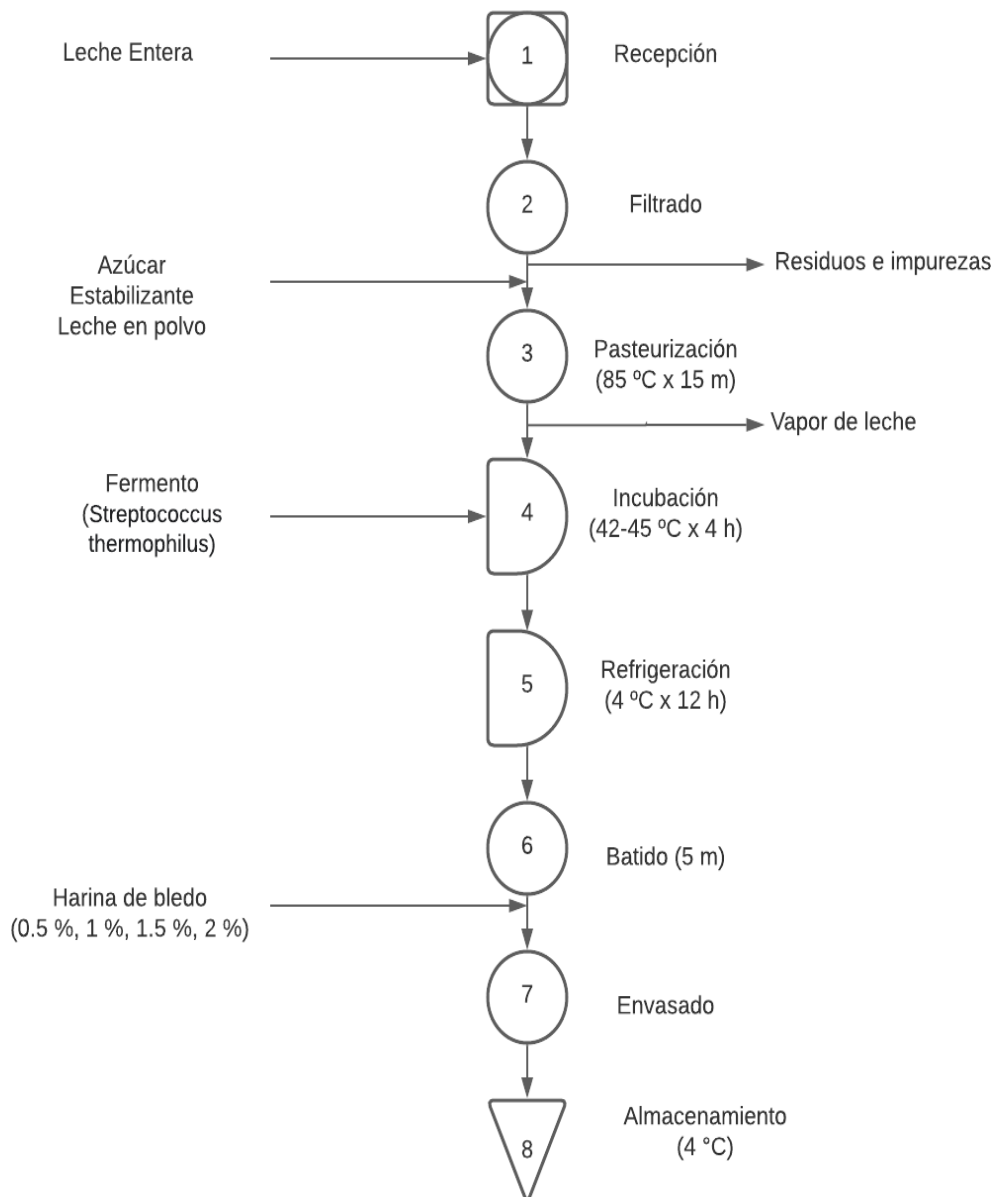 Leche Entera
1
Recepción
2
Filtrado
Residuos e impurezas
Azúcar
Estabilizante
Leche en polvo
3
Pasteurización
(85 ºC x 15 m)
Vapor de leche
Fermento
(Streptococcus
thermophilus)
4
Incubación
(42-45 ºC x 4 h)
5
Refrigeración
(4 ºC x 12 h)
6
Batido (5 m)
Harina de bledo
(0.5 %, 1 %, 1.5 %, 2 %)
7
Envasado
8
Almacenamiento
(4 °C)